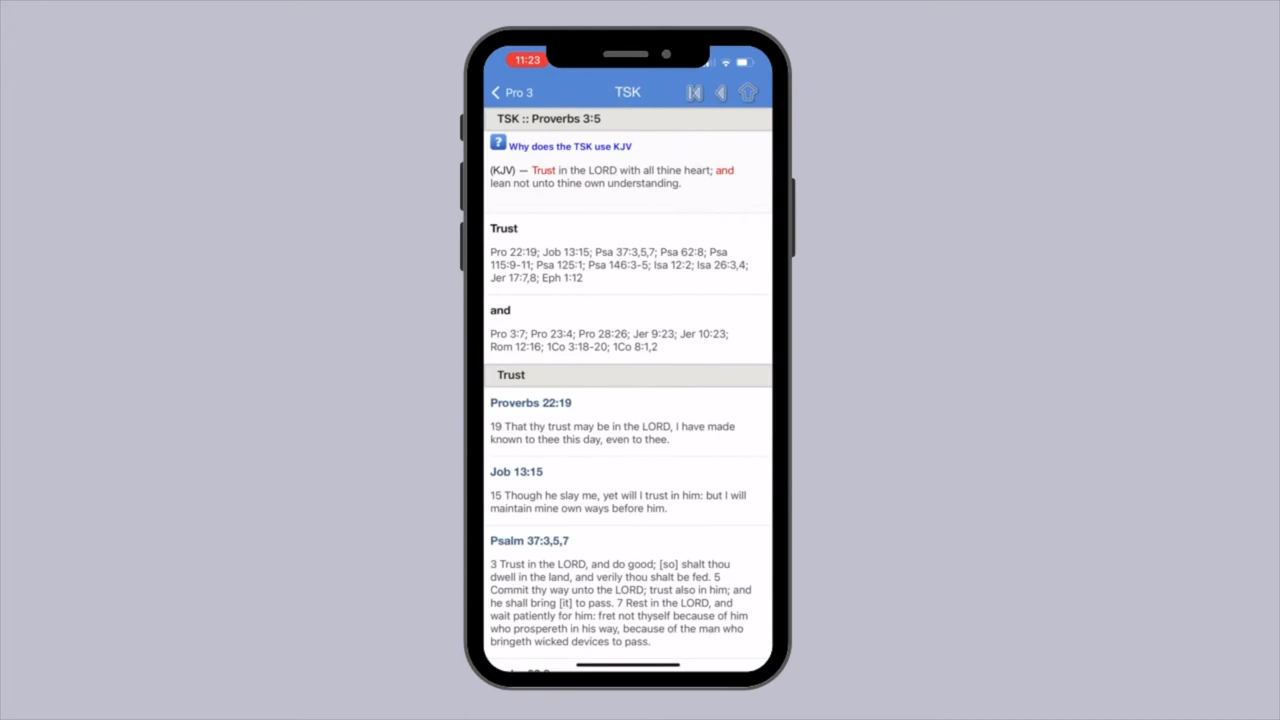 11:23
Pro 3
TSK
TSK :: Proverbs 3:5
? Why does the TSK use KJV
(KJV) — Trust in the LORD with all thine heart; and
lean not unto thine own understanding.
Trust
Pro 22:19; Job 13:15; Psa 37:3,5,7; Psa 62:8; Psa
115:9-11; Psa 125:1; Psa 146:3-5; Isa 12:2; Isa 26:3,4;
Jer 17:7,8; Eph 1:12
and
Pro 3:7; Pro 23:4; Pro 28:26; Jer 9:23; Jer 10:23;
Rom 12:16; 1Co 3:18-20; 1Co 8:1,2
Trust
Proverbs 22:19
19 That thy trust may be in the LORD, I have made
known to thee this day, even to thee.
Job 13:15
15 Though he slay me, yet will I trust in him: but I will
maintain mine own ways before him.
Psalm 37:3,5,7
3 Trust in the LORD, and do good; [so] shalt thou
dwell in the land, and verily thou shalt be fed. 5
Commit thy way unto the LORD; trust also in him; and
he shall bring [it] to pass. 7 Rest in the LORD, and
wait patiently for him: fret not thyself because of him
who prospereth in his way, because of the man who
bringeth wicked devices to pass.